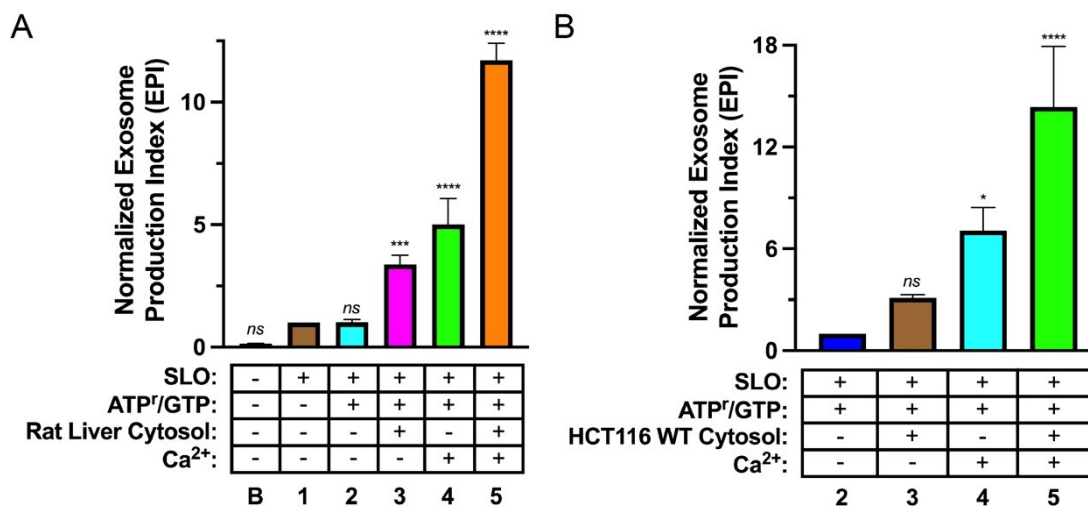 A
Normalized Exosome
Production Index (EPI)
10
5
0
ns
ns
***
****
****
SLO: - + + + + +
ATPʳ/GTP: - - + + + +
Rat Liver Cytosol: - - - + - +
Ca²⁺: - - - - + +
B 1 2 3 4 5
B
Normalized Exosome
Production Index (EPI)
18
14
6
3
0
ns
*
****
SLO: + + + +
ATPʳ/GTP: + + + +
HCT116 WT Cytosol: - + - +
Ca²⁺: - - + +
2 3 4 5